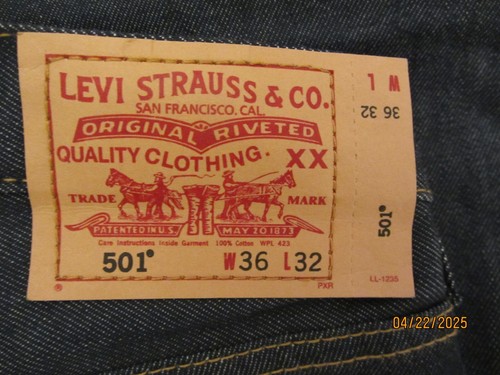 LEVI STRAUSS & CO.
SAN FRANCISCO, CAL.
ORIGINAL RIVETED
QUALITY CLOTHING. XX
TRADE MARK
PATENTED IN U.S. MAY 20 1873
Care Instructions Inside Garment 100% Cotton WPL 423
501® W36 L32
® PXR
W L
36 32
501®
LL-1235
04/22/2025